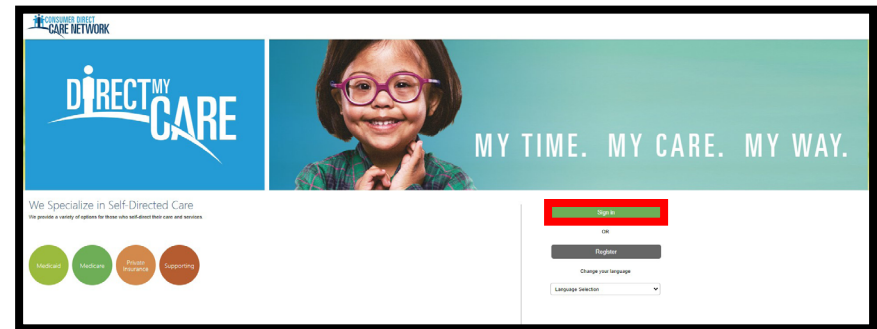 CONSUMER DIRECT
CARE NETWORK
DIRECT MY
CARE
MY TIME. MY CARE. MY WAY.
We Specialize in Self-Directed Care
We provide a variety of options for those who self-direct their care and services
Medicaid
Medicare
Private
Insurance
Supporting
Sign in
OR
Register
Change your language
Language Selection